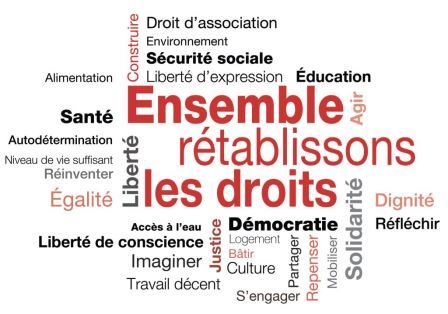 Construire
Droit d'association
Environnement
Sécurité sociale
Alimentation
Liberté d'expression
Éducation
Ensemble
Agir
Santé
rétablissons
Autodétermination
Liberté
Niveau de vie suffisant
Réinventer
les droits
Égalité
Solidarité
Dignité
Accès à l'eau
Justice
Démocratie
Réfléchir
Liberté de conscience
Logement
Partager
Repenser
Mobiliser
Imaginer
Bâtir
Culture
Travail décent
S'engager